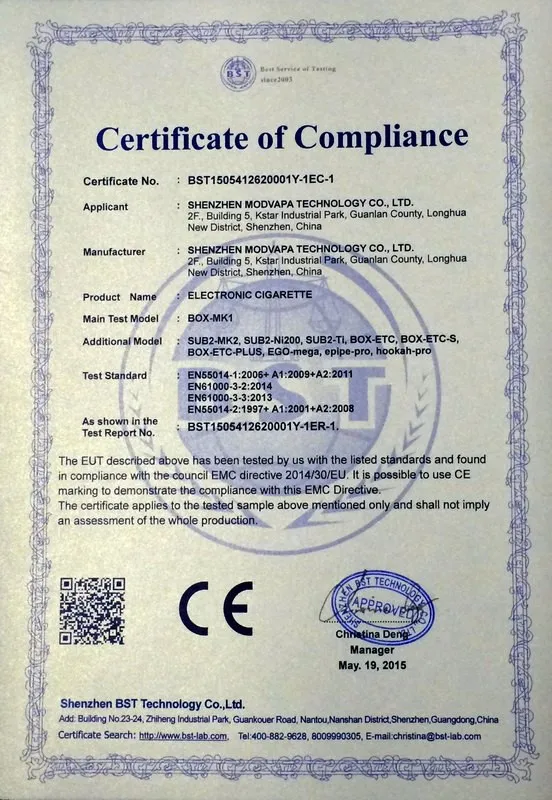 BST
Best Service of Testing
since2003
Certificate of Compliance
Certificate No. : BST1505412620001Y-1EC-1
Applicant : SHENZHEN MODVAPA TECHNOLOGY CO., LTD.
2F., Building 5, Kstar Industrial Park, Guanlan County, Longhua
New District, Shenzhen, China
Manufacturer : SHENZHEN MODVAPA TECHNOLOGY CO., LTD.
2F., Building 5, Kstar Industrial Park, Guanlan County, Longhua
New District, Shenzhen, China
Product Name : ELECTRONIC CIGARETTE
Main Test Model : BOX-MK1
Additional Model : SUB2-MK2, SUB2-Ni200, SUB2-Ti, BOX-ETC, BOX-ETC-S,
BOX-ETC-PLUS, EGO-mega, epipe-pro, hookah-pro
Test Standard : EN55014-1:2006+ A1:2009+A2:2011
EN61000-3-2:2014
EN61000-3-3:2013
EN55014-2:1997+ A1:2001+A2:2008
As shown in the
Test Report No. : BST1505412620001Y-1ER-1.
BST
The EUT described above has been tested by us with the listed standards and found
in compliance with the council EMC directive 2014/30/EU. It is possible to use CE
marking to demonstrate the compliance with this EMC Directive.
The certificate applies to the tested sample above mentioned only and shall not imply
an assessment of the whole production.
CE
SHENZHEN BST TECHNOLOGY CO., LTD.
APPROVED
Christina Deng
Manager
May. 19, 2015
Shenzhen BST Technology Co.,Ltd.
Add: Building No.23-24, Zhiheng Industrial Park, Guankouer Road, Nantou,Nanshan District,Shenzhen,Guangdong,China
Certificate Search: http://www.bst-lab.com, Tel:400-882-9628, 8009990305, E-mail:christina@bst-lab.com